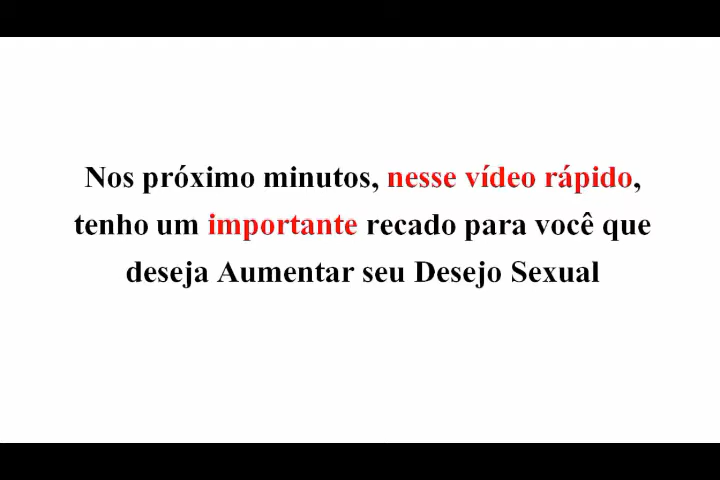 Nos próximo minutos, nesse vídeo rápido,
tenho um importante recado para você que
deseja Aumentar seu Desejo Sexual